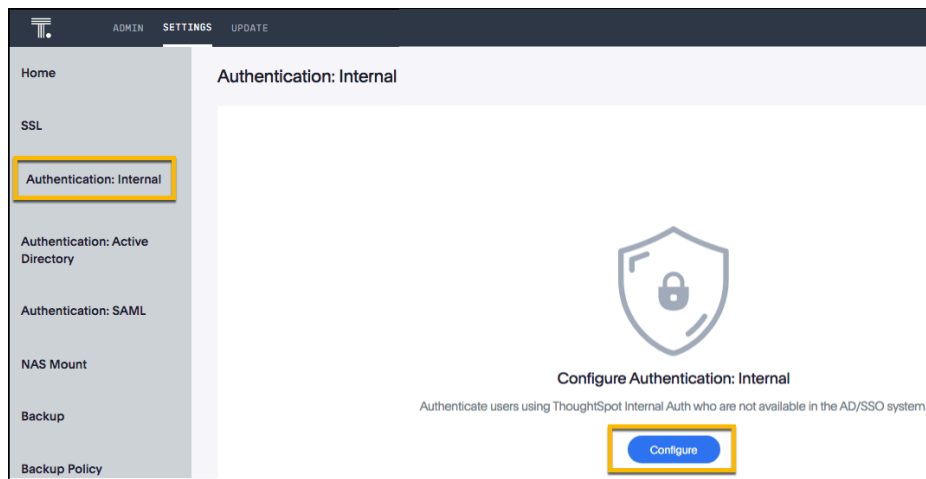 T.
ADMIN SETTINGS UPDATE
Home
Authentication: Internal
SSL
Authentication: Internal
Authentication: Active
Directory
Authentication: SAML
NAS Mount
Backup
Backup Policy
Configure Authentication: Internal
Authenticate users using ThoughtSpot Internal Auth who are not available in the AD/SSO system.
Configure